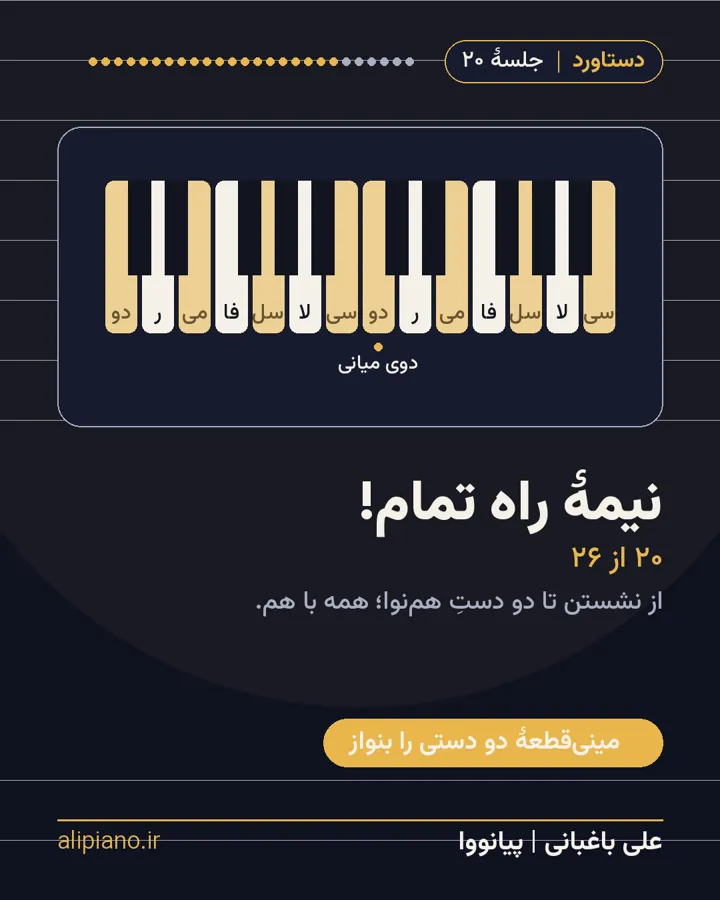 دستاورد | جلسهٔ ۲۰
دو ر می فا سل لا سی دو ر می فا سل لا سی
دوی میانی
نیمهٔ راه تمام!
۲۰ از ۲۶
از نشستن تا دو دستِ هم‌نوا؛ همه با هم.
مینی‌قطعهٔ دو دستی را بنواز
علی باغبانی | پیانووا
alipiano.ir